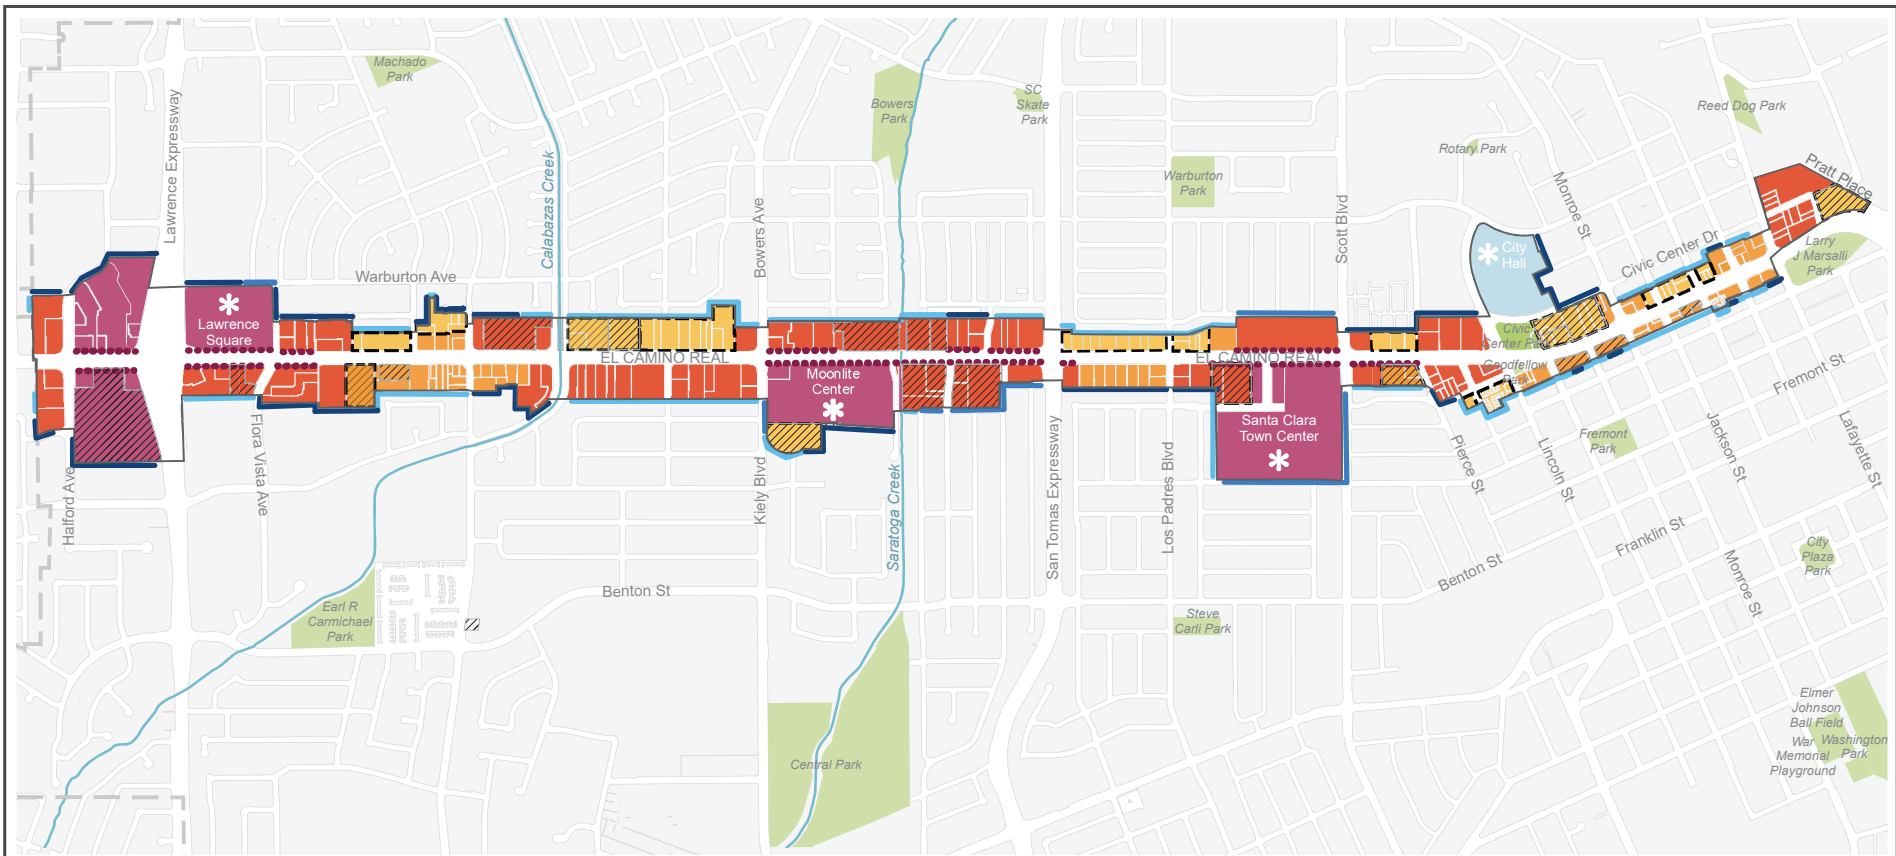 Machado
Park
Lawrence Expressway
Calabazas Creek
Bowers
Park
SC
Skate
Park
Bowers Ave
Warburton
Park
Scott Blvd
Rotary Park
Reed Dog Park
Monroe St
Pratt Place
Civic Center Dr
Larry
J Marsalli
Park
City
Hall
Warburton Ave
Lawrence
Square
EL CAMINO REAL
EL CAMINO REAL
Civic
Center Park
Goodfellow
Park
Moonlite
Center
Santa Clara
Town Center
Fremont St
Halford Ave
Flora Vista Ave
Kiely Blvd
Saratoga Creek
San Tomas Expressway
Los Padres Blvd
Pierce St
Lincoln St
Fremont
Park
Jackson St
Lafayette St
Franklin St
Benton St
Benton St
Monroe St
City
Plaza
Park
Earl R
Carmichael
Park
Steve
Carli Park
Central Park
Elmer
Johnson
Ball Field
War
Memorial
Playground
Washington
Park